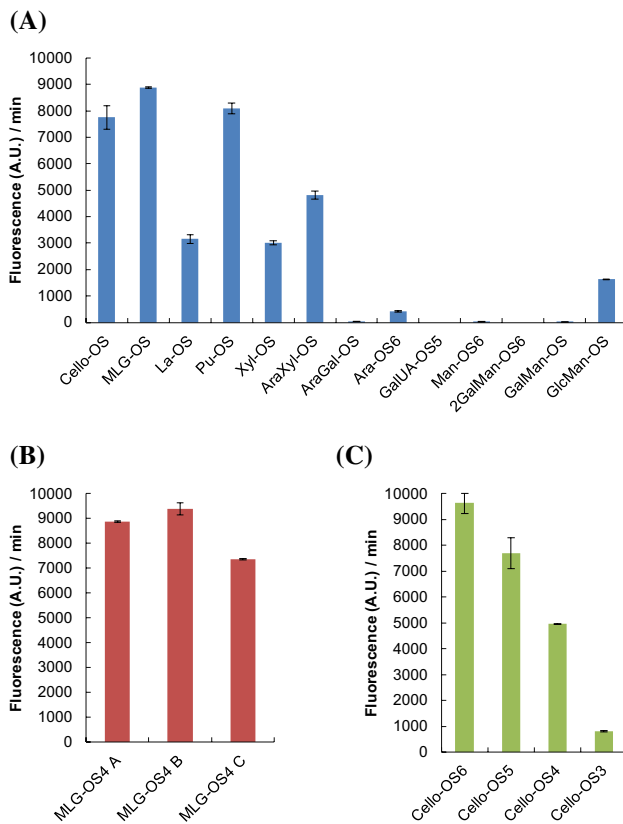 (A)
Fluorescence (A.U.) / min
10000
9000
8000
7000
6000
5000
4000
3000
2000
1000
0
Cello-OS
MLG-OS
La-OS
Pu-OS
Xyl-OS
AraXyl-OS
AraGal-OS
Ara-OS6
GalUA-OS5
Man-OS6
2GalMan-OS6
GalMan-OS
GlcMan-OS
(B)
Fluorescence (A.U.) / min
10000
9000
8000
7000
6000
5000
4000
3000
2000
1000
0
MLG-OS4 A
MLG-OS4 B
MLG-OS4 C
(C)
Fluorescence (A.U.) / min
10000
9000
8000
7000
6000
5000
4000
3000
2000
1000
0
Cello-OS6
Cello-OS5
Cello-OS4
Cello-OS3